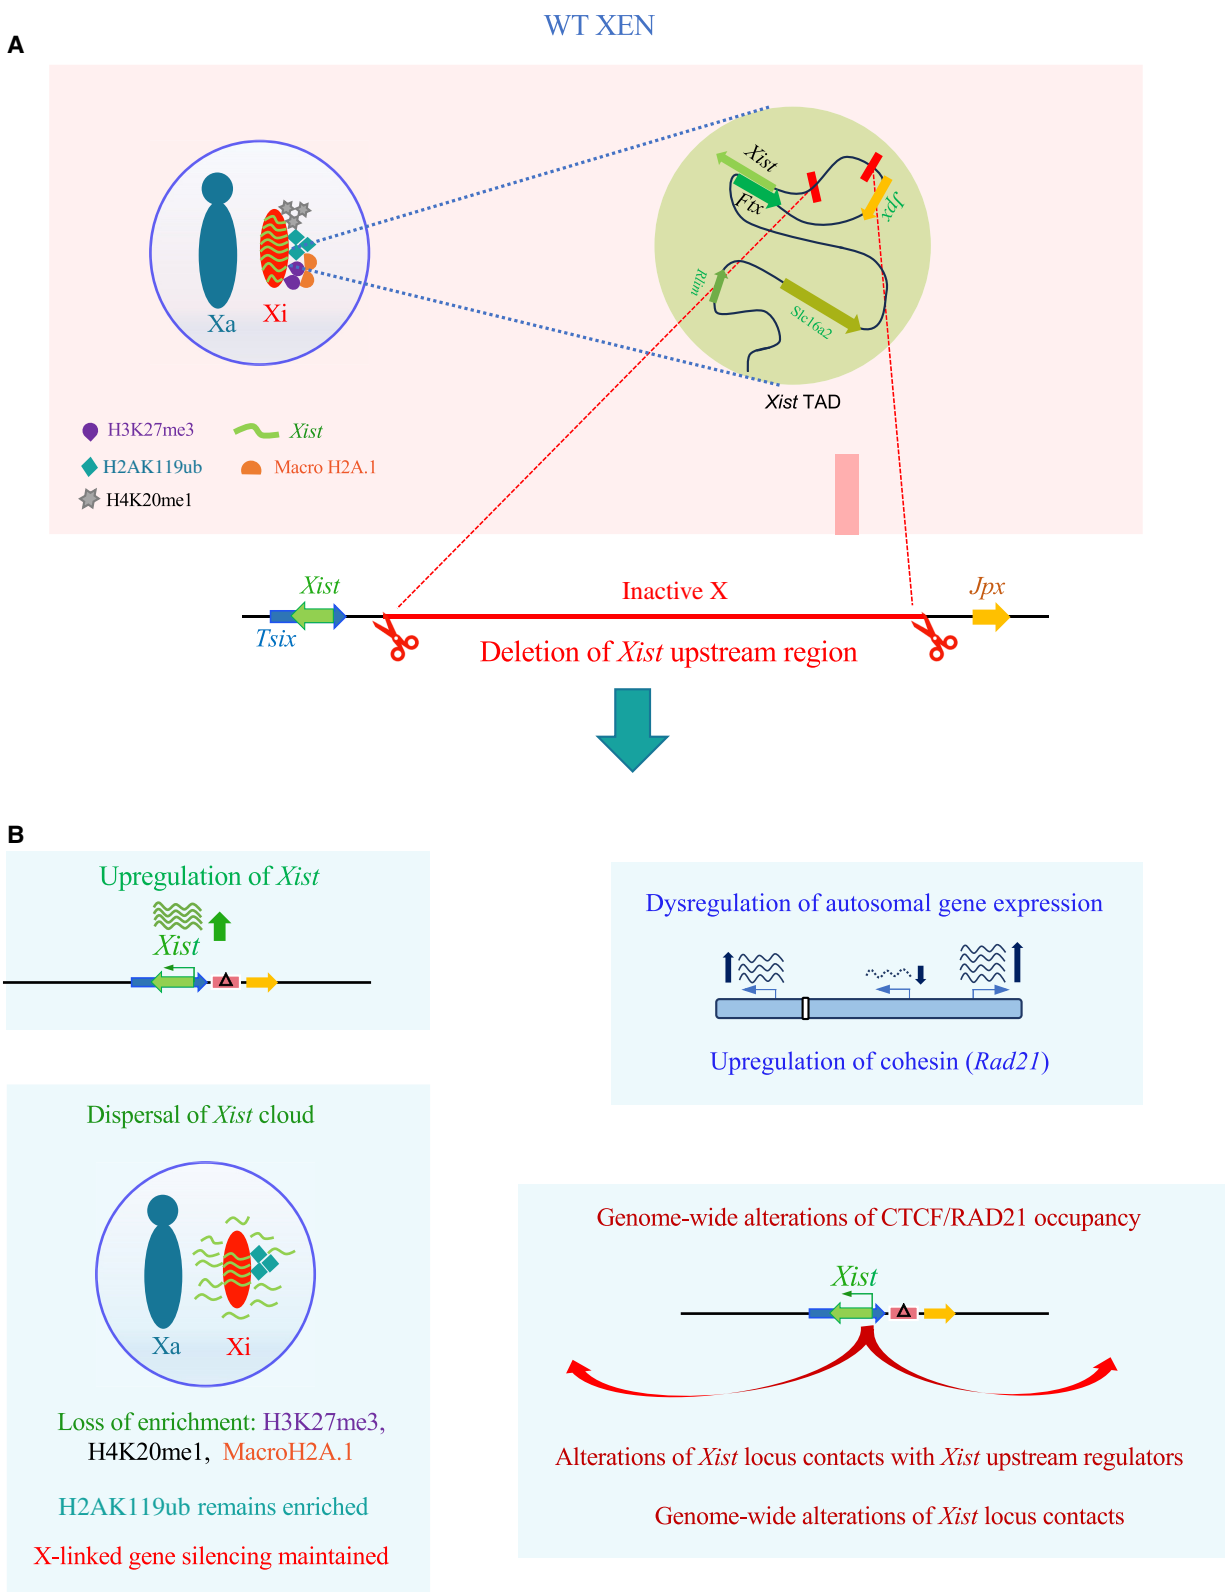 WT XEN
A
Xist
Ftx
Jpx
Rlim
Slc16a2
Xa
Xi
Xist TAD
H3K27me3
Xist
H2AK119ub
Macro H2A.1
H4K20me1
Xist
Inactive X
Jpx
Tsix
Deletion of Xist upstream region
B
Upregulation of Xist
Xist
Δ
Dysregulation of autosomal gene expression
Upregulation of cohesin (Rad21)
Dispersal of Xist cloud
Xa
Xi
Loss of enrichment: H3K27me3,
H4K20me1, MacroH2A.1
H2AK119ub remains enriched
X-linked gene silencing maintained
Genome-wide alterations of CTCF/RAD21 occupancy
Xist
Δ
Alterations of Xist locus contacts with Xist upstream regulators
Genome-wide alterations of Xist locus contacts